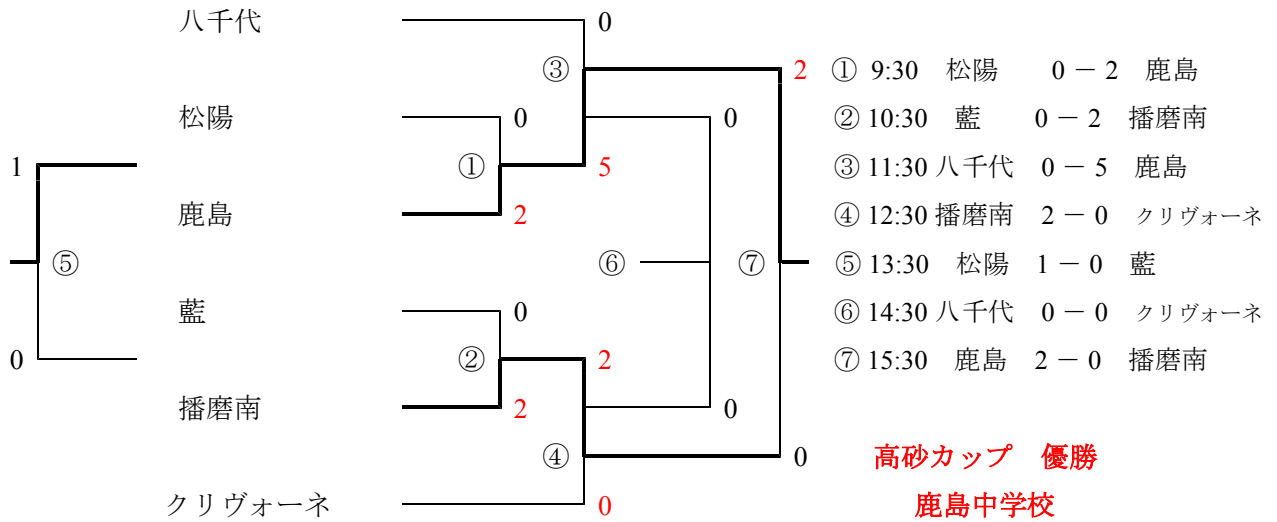 八千代 0
③ 2 ① 9:30 松陽 0 − 2 鹿島
松陽 0 0 ② 10:30 藍 0 − 2 播磨南
1 ① 5 ③ 11:30 八千代 0 − 5 鹿島
鹿島 2 ④ 12:30 播磨南 2 − 0 クリヴォーネ
⑤ ⑥ ⑦ ⑤ 13:30 松陽 1 − 0 藍
藍 0 ⑥ 14:30 八千代 0 − 0 クリヴォーネ
0 ② 2 ⑦ 15:30 鹿島 2 − 0 播磨南
播磨南 2 0
④ 0 高砂カップ 優勝
クリヴォーネ 0 鹿島中学校